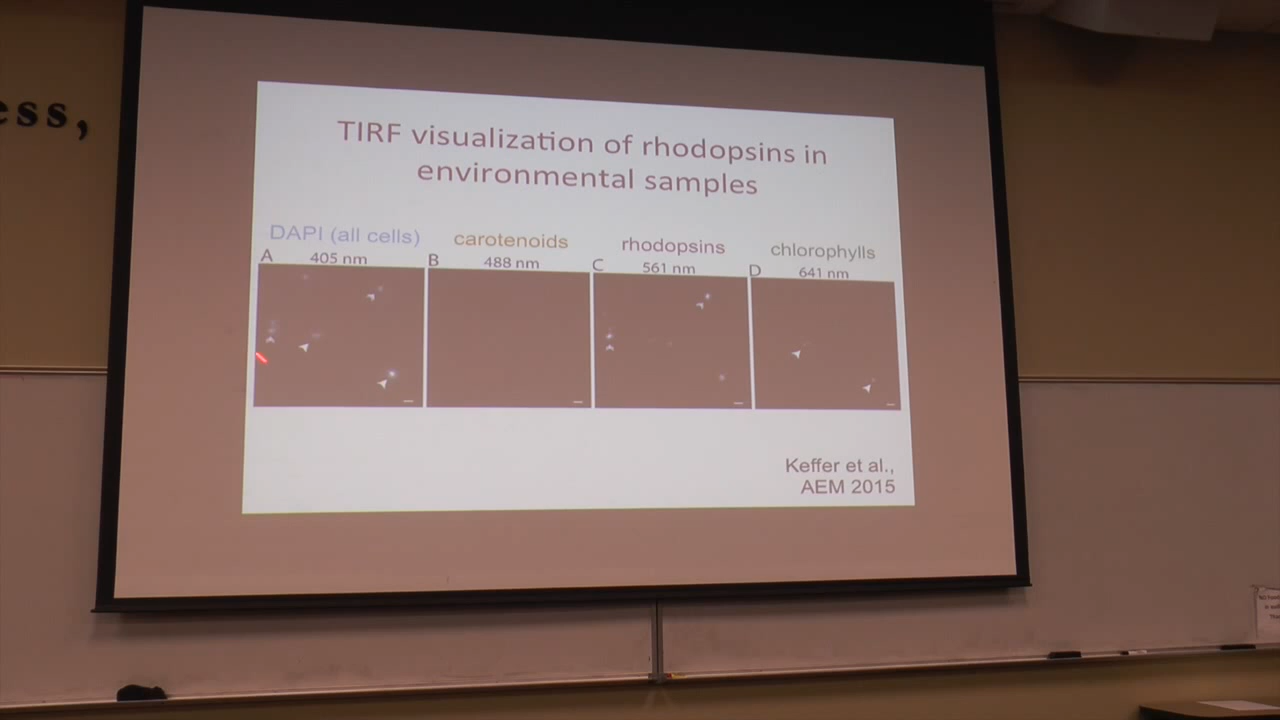 ess,
TIRF visualization of rhodopsins in
environmental samples
DAPI (all cells) carotenoids rhodopsins chlorophylls
A 405 nm B 488 nm C 561 nm D 641 nm
Keffer et al.,
AEM 2015